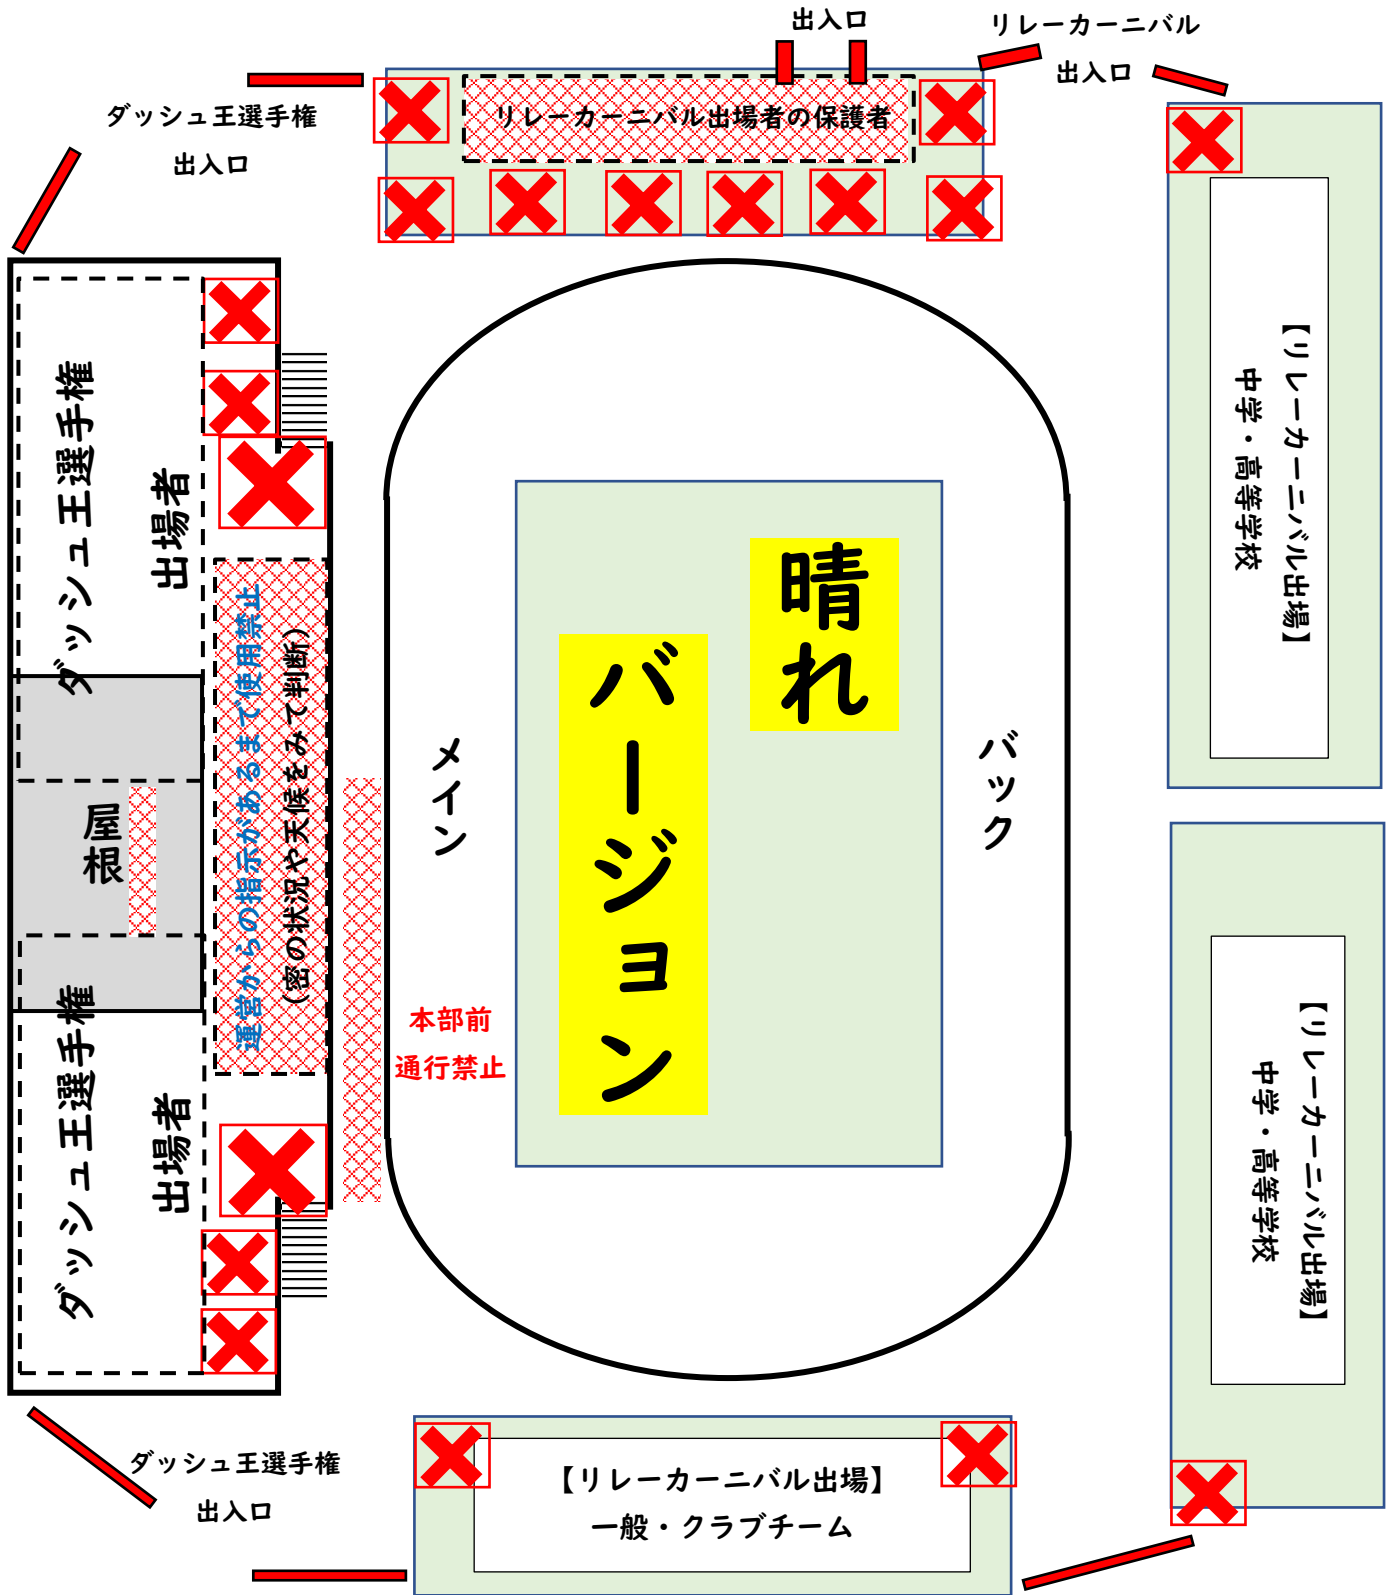 出入口
リレーカーニバル
出入口
ダッシュ王選手権
出入口
リレーカーニバル出場者の保護者
【リレーカーニバル出場】
中学・高等学校
ダッシュ王選手権
出場者
運営からの指示があるまで使用禁止
（密の状況や天候をみて判断）
晴れ
バージョン
メイン
バック
屋根
本部前
通行禁止
【リレーカーニバル出場】
中学・高等学校
ダッシュ王選手権
出場者
ダッシュ王選手権
出入口
【リレーカーニバル出場】
一般・クラブチーム